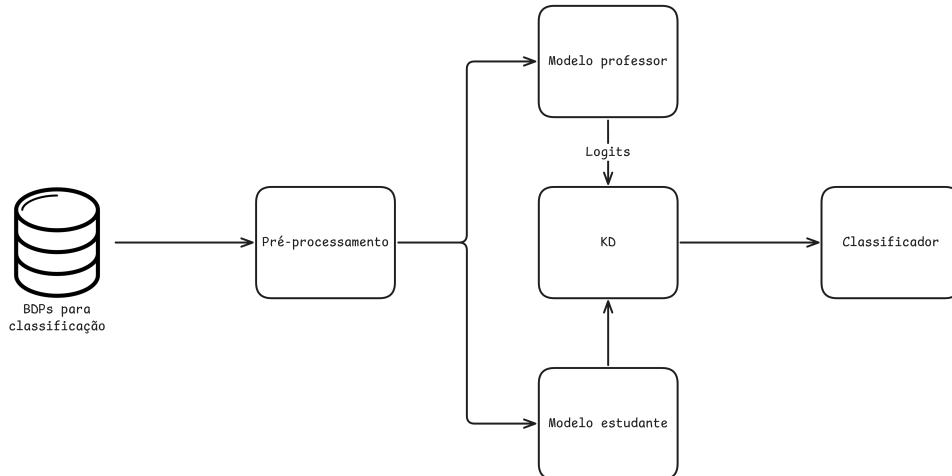 Modelo professor
Logits
BDPs para
classificação
Pré-processamento
KD
Classificador
Modelo estudante